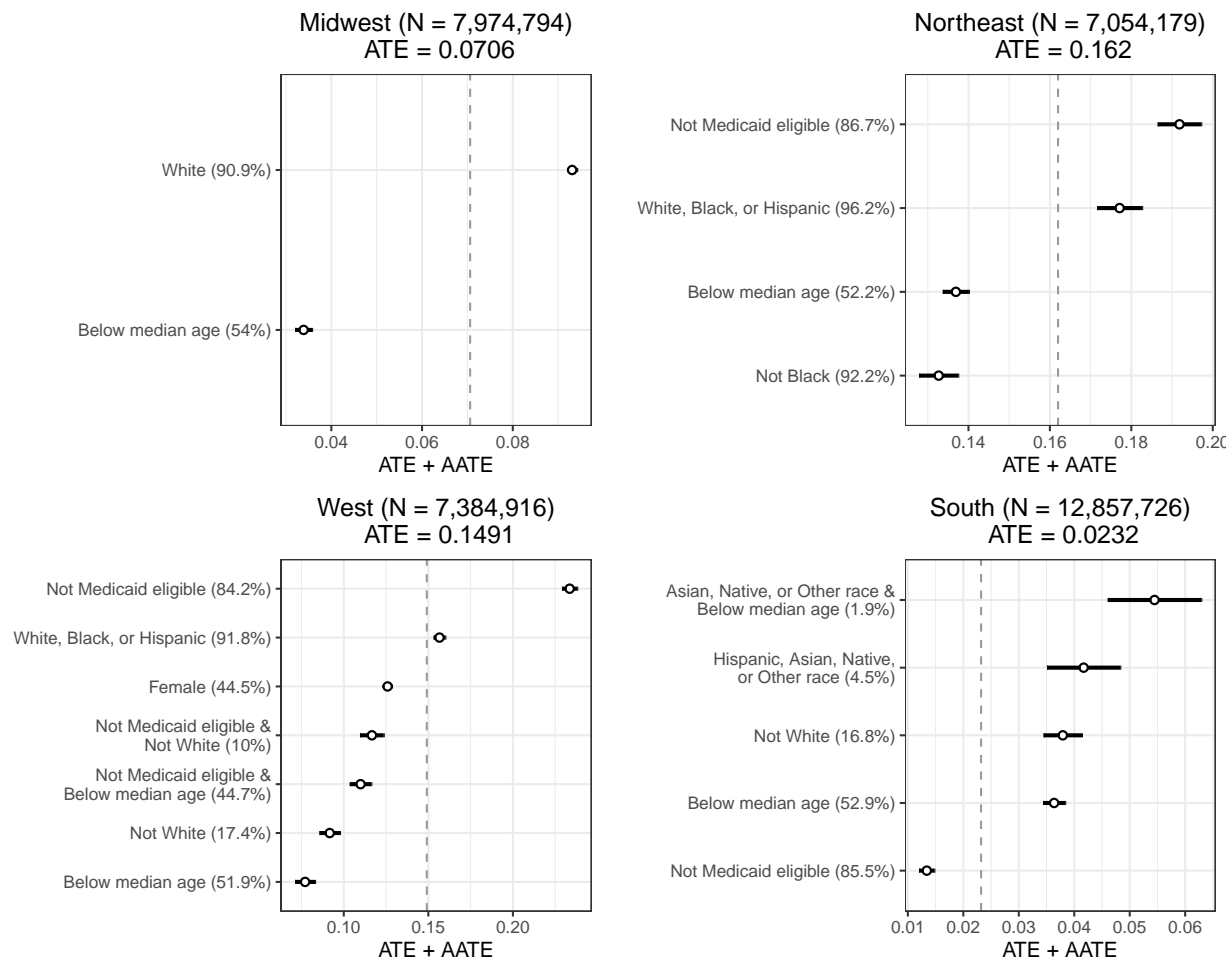 Midwest (N = 7,974,794)
ATE = 0.0706
White (90.9%)
Below median age (54%)
0.04 0.06 0.08
ATE + AATE
Northeast (N = 7,054,179)
ATE = 0.162
Not Medicaid eligible (86.7%)
White, Black, or Hispanic (96.2%)
Below median age (52.2%)
Not Black (92.2%)
0.14 0.16 0.18 0.20
ATE + AATE
West (N = 7,384,916)
ATE = 0.1491
Not Medicaid eligible (84.2%)
White, Black, or Hispanic (91.8%)
Female (44.5%)
Not Medicaid eligible &
Not White (10%)
Not Medicaid eligible &
Below median age (44.7%)
Not White (17.4%)
Below median age (51.9%)
0.10 0.15 0.20
ATE + AATE
South (N = 12,857,726)
ATE = 0.0232
Asian, Native, or Other race &
Below median age (1.9%)
Hispanic, Asian, Native,
or Other race (4.5%)
Not White (16.8%)
Below median age (52.9%)
Not Medicaid eligible (85.5%)
0.01 0.02 0.03 0.04 0.05 0.06
ATE + AATE